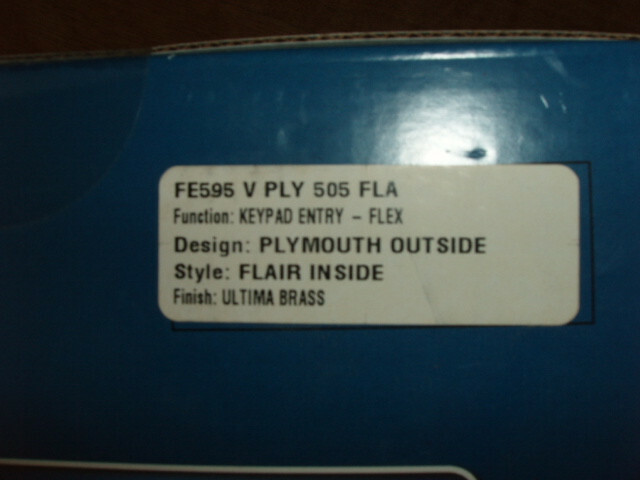 FE595 V PLY 505 FLA
Function: KEYPAD ENTRY - FLEX
Design: PLYMOUTH OUTSIDE
Style: FLAIR INSIDE
Finish: ULTIMA BRASS